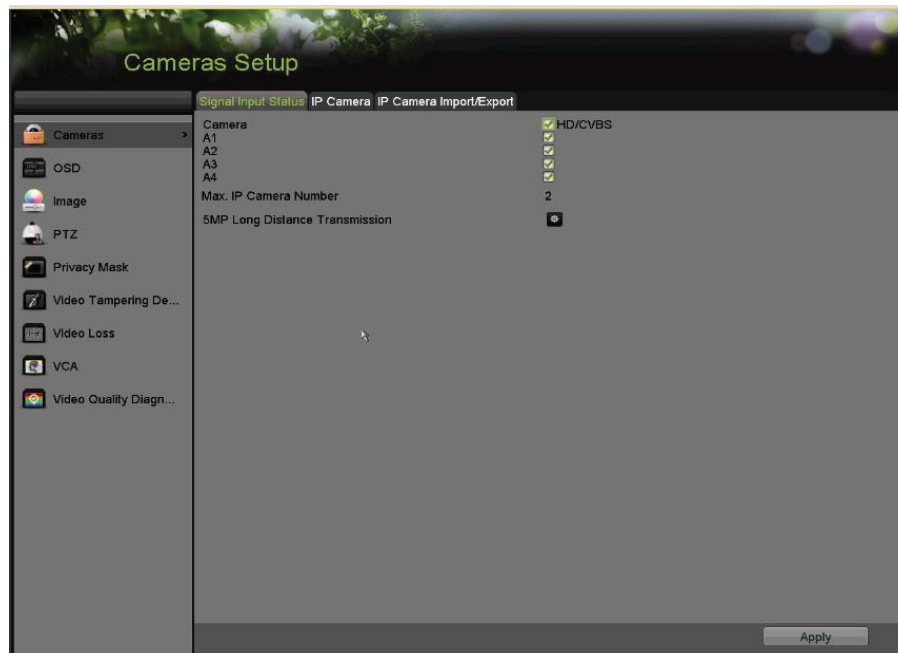 Cameras Setup
Signal Input Status IP Camera IP Camera Import/Export
Cameras >
OSD
Image
PTZ
Privacy Mask
Video Tampering De...
Video Loss
VCA
Video Quality Diagn...
Camera HD/CVBS
A1
A2
A3
A4
Max. IP Camera Number 2
5MP Long Distance Transmission
Apply